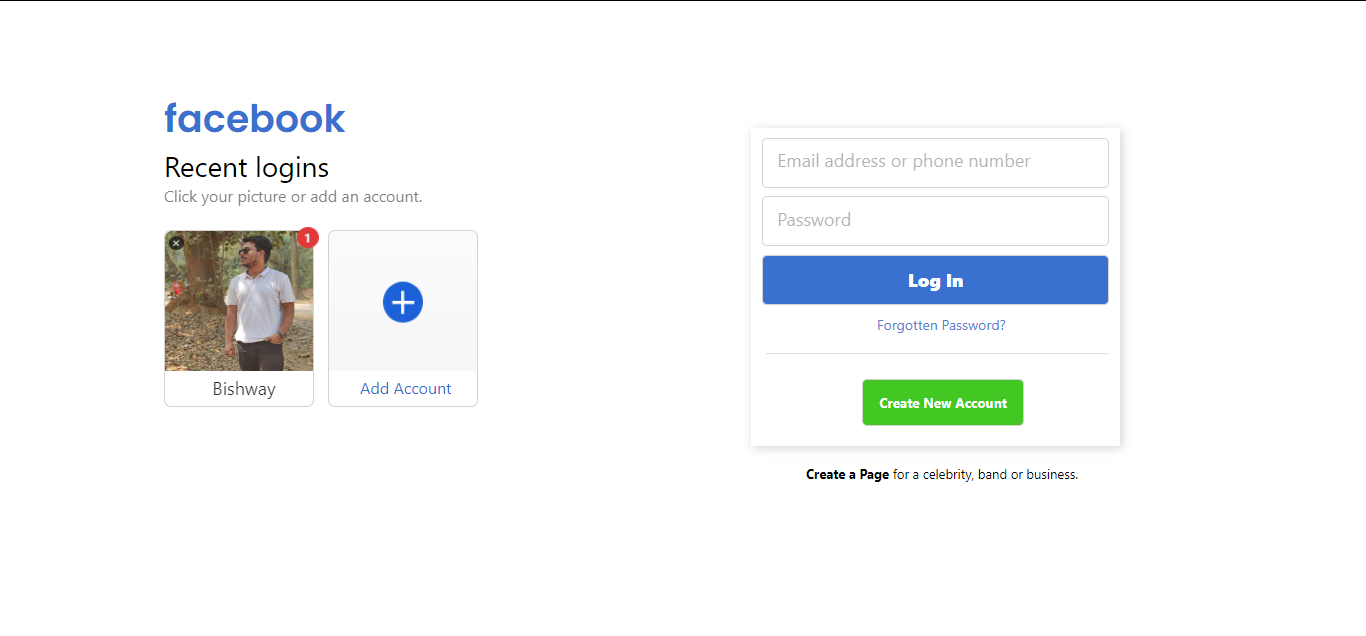 facebook
Recent logins
Click your picture or add an account.
1
Bishway
Add Account
Email address or phone number
Password
Log In
Forgotten Password?
Create New Account
Create a Page for a celebrity, band or business.